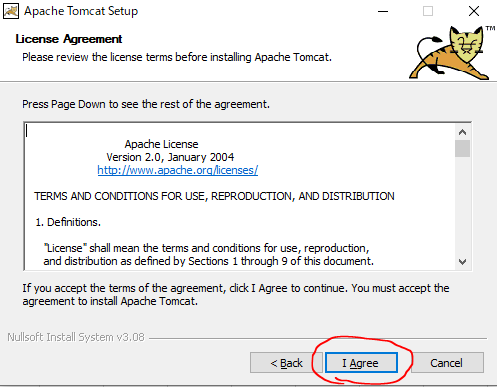 Apache Tomcat Setup
License Agreement
Please review the license terms before installing Apache Tomcat.
TM
Press Page Down to see the rest of the agreement.
Apache License
Version 2.0, January 2004
http://www.apache.org/licenses/
TERMS AND CONDITIONS FOR USE, REPRODUCTION, AND DISTRIBUTION
1. Definitions.
"License" shall mean the terms and conditions for use, reproduction,
and distribution as defined by Sections 1 through 9 of this document.
If you accept the terms of the agreement, click I Agree to continue. You must accept the
agreement to install Apache Tomcat.
Nullsoft Install System v3.08
< Back I Agree Cancel